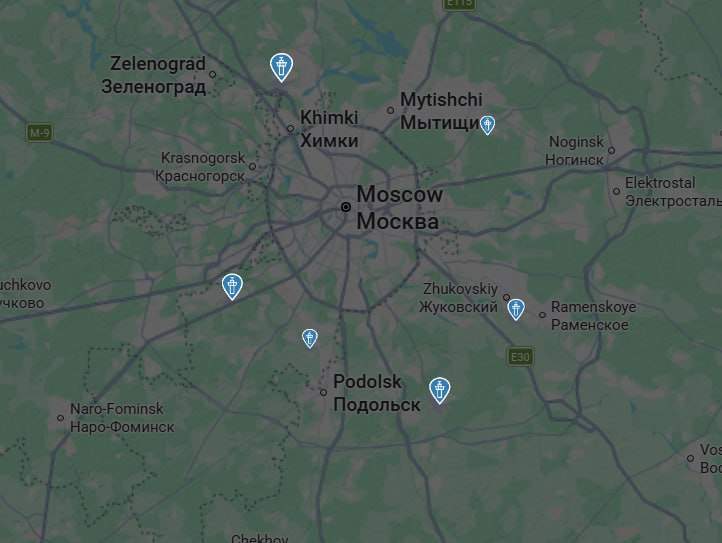 E115
Zelenograd
Зеленоград
M-9
Khimki
Химки
Mytishchi
Мытищи
Krasnogorsk
Красногорск
Noginsk
Ногинск
Elektrostal
Электросталь
Moscow
Москва
uchkovo
учково
Zhukovskiy
Жуковский
Ramenskoye
Раменское
E30
Podolsk
Подольск
Naro-Fominsk
Наро-Фоминск
Vos
Вос
Chekhov